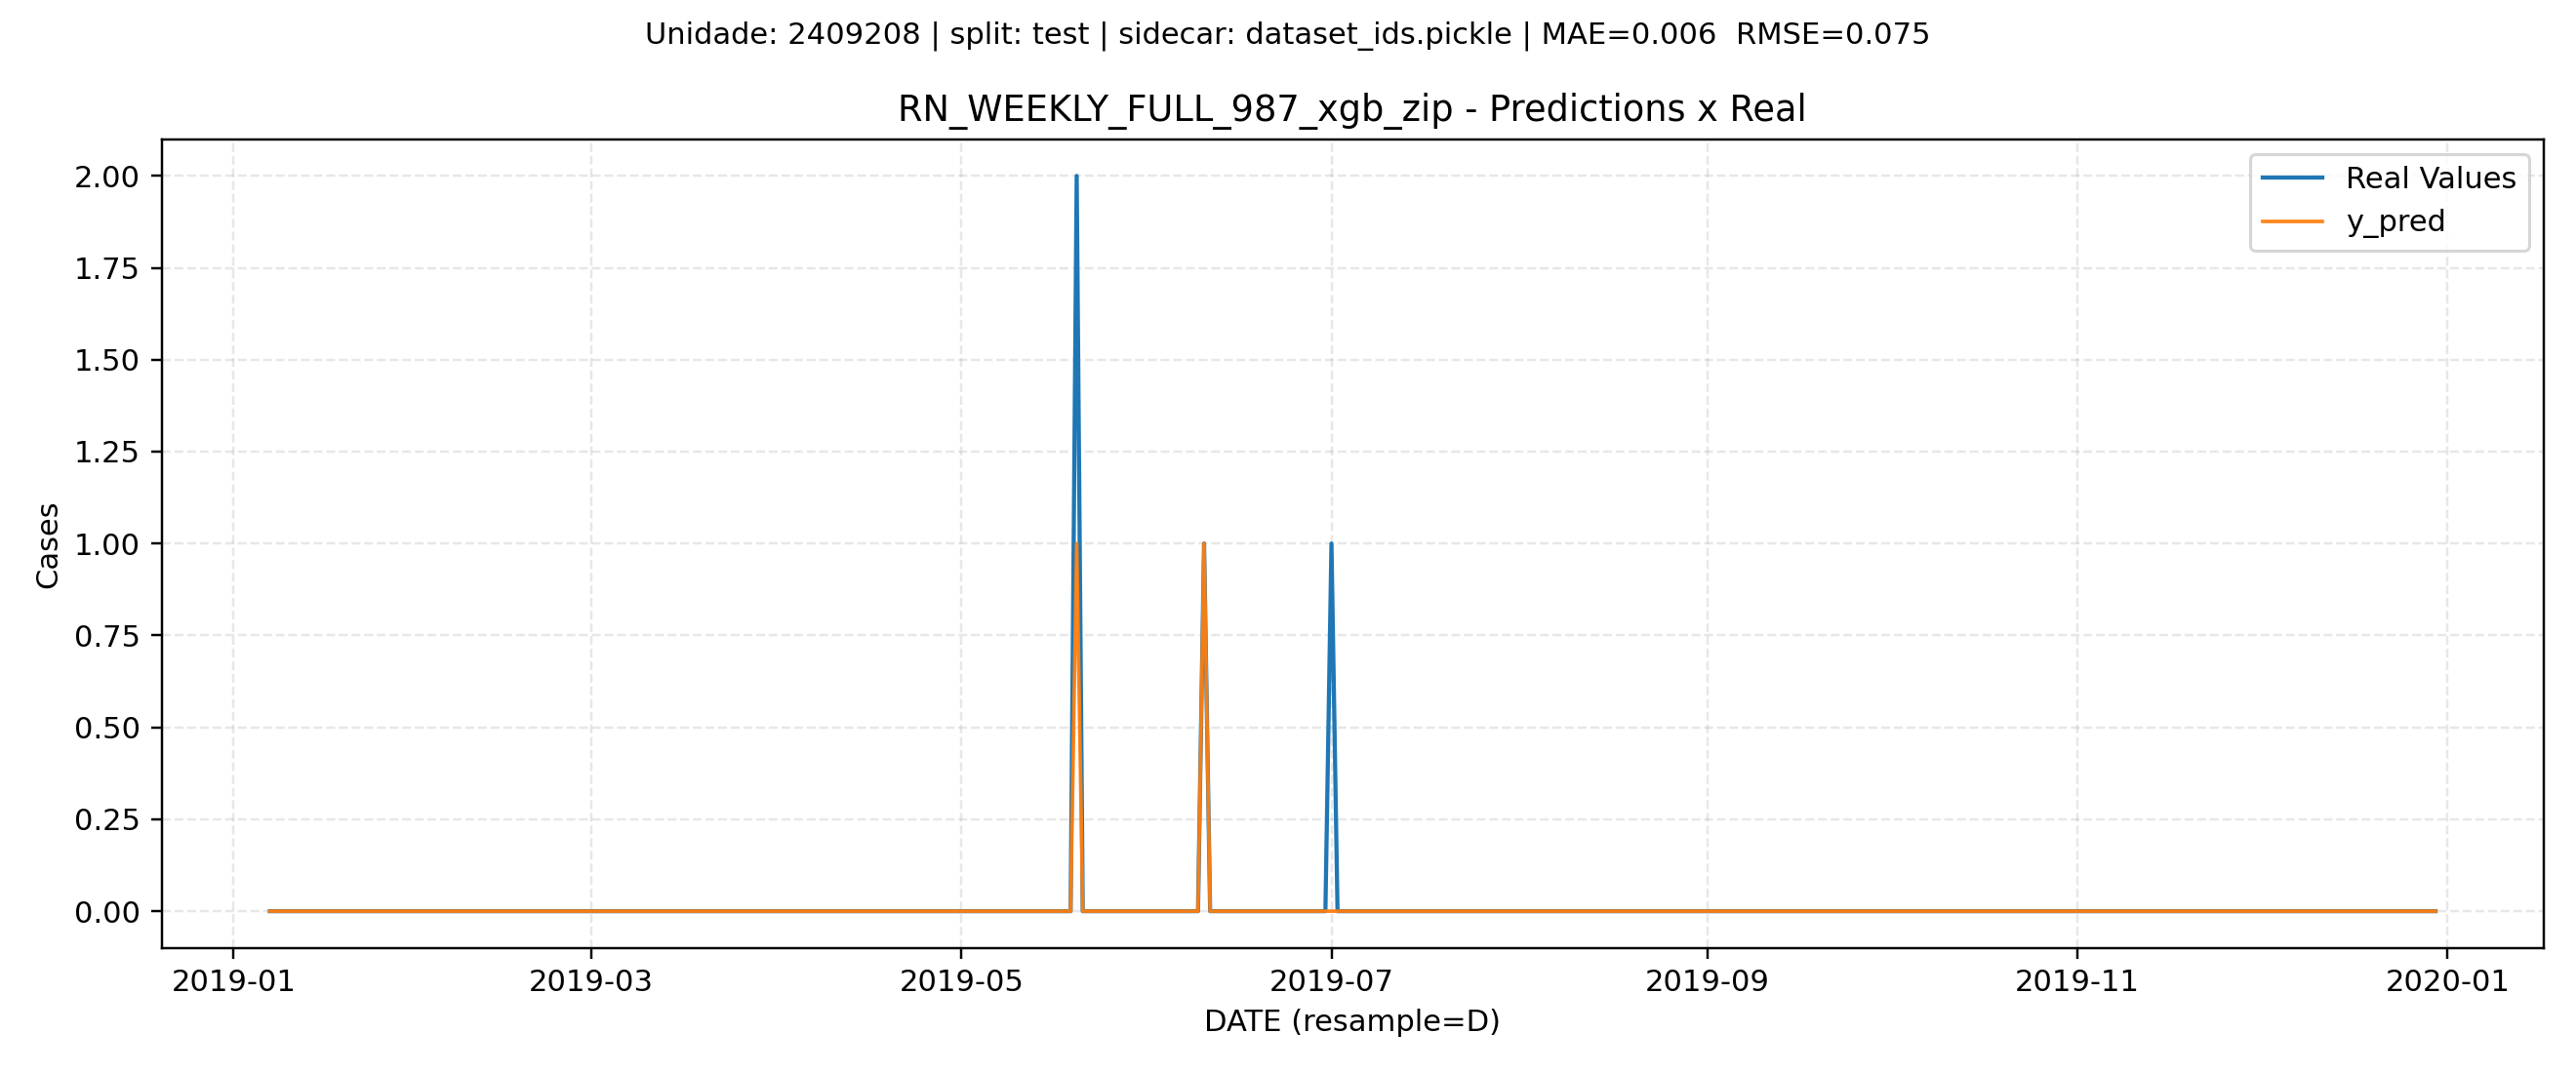 Unidade: 2409208 | split: test | sidecar: dataset_ids.pickle | MAE=0.006  RMSE=0.075
RN_WEEKLY_FULL_987_xgb_zip - Predictions x Real
Real Values
y_pred
Cases
2.00
1.75
1.50
1.25
1.00
0.75
0.50
0.25
0.00
2019-01
2019-03
2019-05
2019-07
2019-09
2019-11
2020-01
DATE (resample=D)